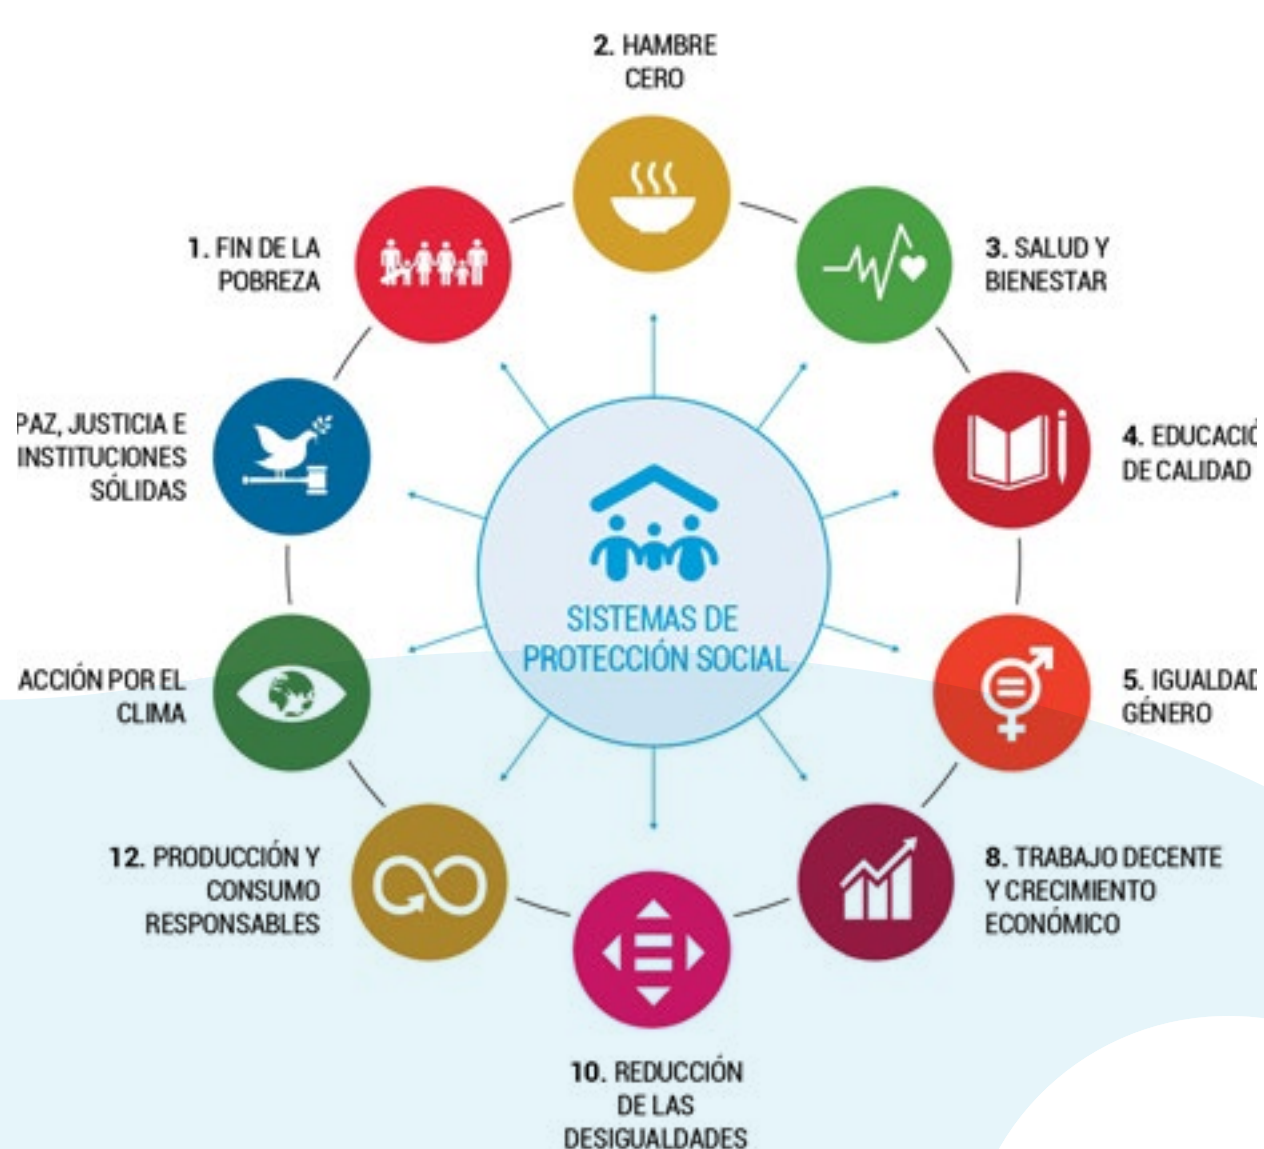 2. HAMBRE
CERO
1. FIN DE LA
POBREZA
3. SALUD Y
BIENESTAR
PAZ, JUSTICIA E
INSTITUCIONES
SÓLIDAS
4. EDUCACIÓ
DE CALIDAD
SISTEMAS DE
PROTECCIÓN SOCIAL
ACCIÓN POR EL
CLIMA
5. IGUALDAD
GÉNERO
12. PRODUCCIÓN Y
CONSUMO
RESPONSABLES
8. TRABAJO DECENTE
Y CRECIMIENTO
ECONÓMICO
10. REDUCCIÓN
DE LAS
DESIGUALDADES